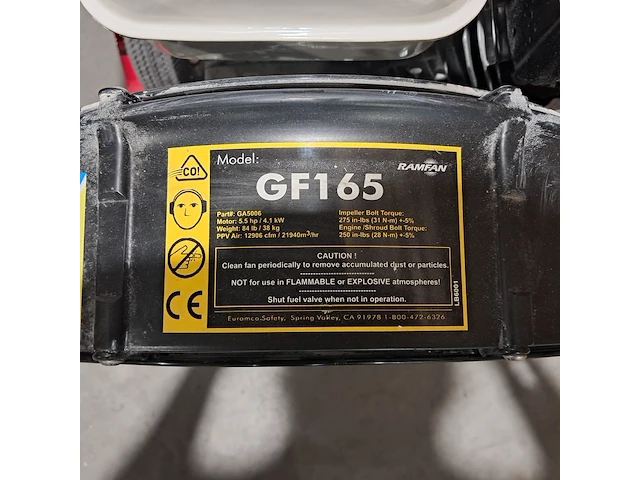 CO!
Model:
RAMFAN
GF165
Part#: GA5006
Motor: 5.5 hp / 4.1 kW
Weight: 84 lb / 38 kg
PPV Air: 12906 cfm / 21940m³/hr
Impeller Bolt Torque:
275 in-lbs (31 N-m) +-5%
Engine /Shroud Bolt Torque:
250 in-lbs (28 N-m) +-5%
CAUTION !
Clean fan periodically to remove accumulated dust or particles.
NOT for use in FLAMMABLE or EXPLOSIVE atmospheres!
Shut fuel valve when not in operation.
CE
LB6001
Euramco Safety, Spring Valley, CA 91978 1-800-472-6326